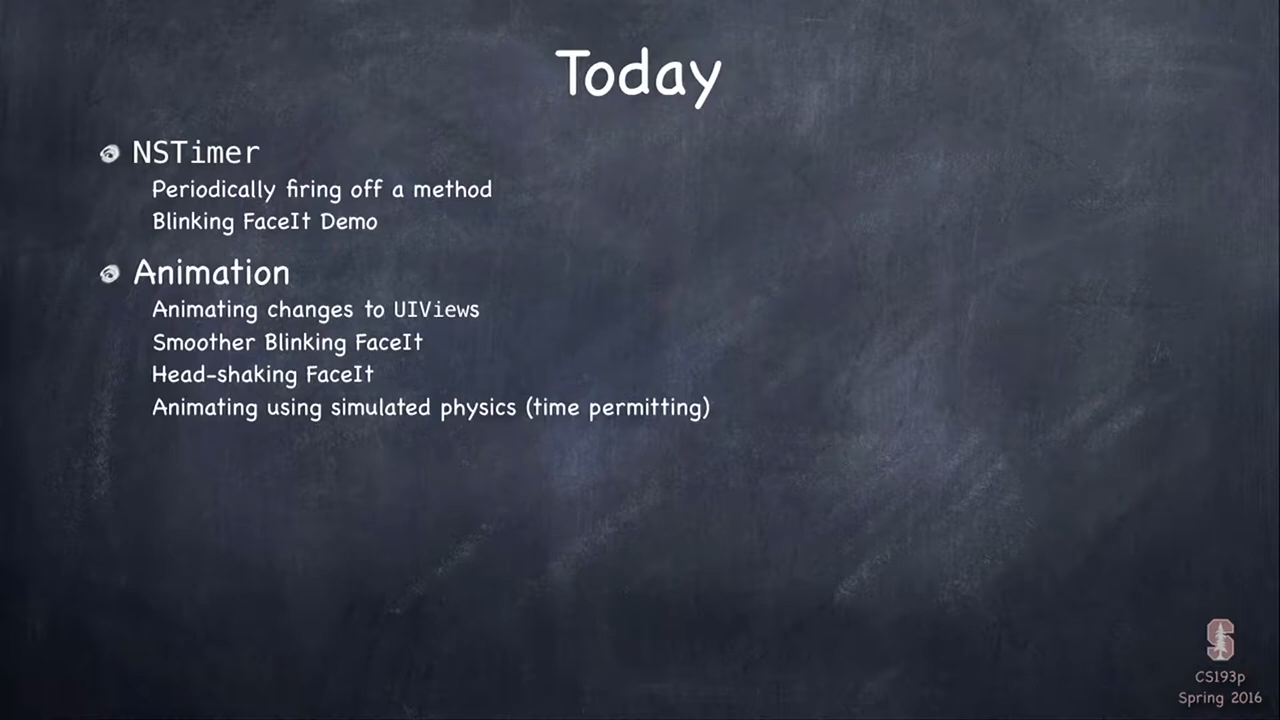 Today
NSTimer
Periodically firing off a method
Blinking FaceIt Demo
Animation
Animating changes to UIViews
Smoother Blinking FaceIt
Head-shaking FaceIt
Animating using simulated physics (time permitting)
S
CS193p
Spring 2016